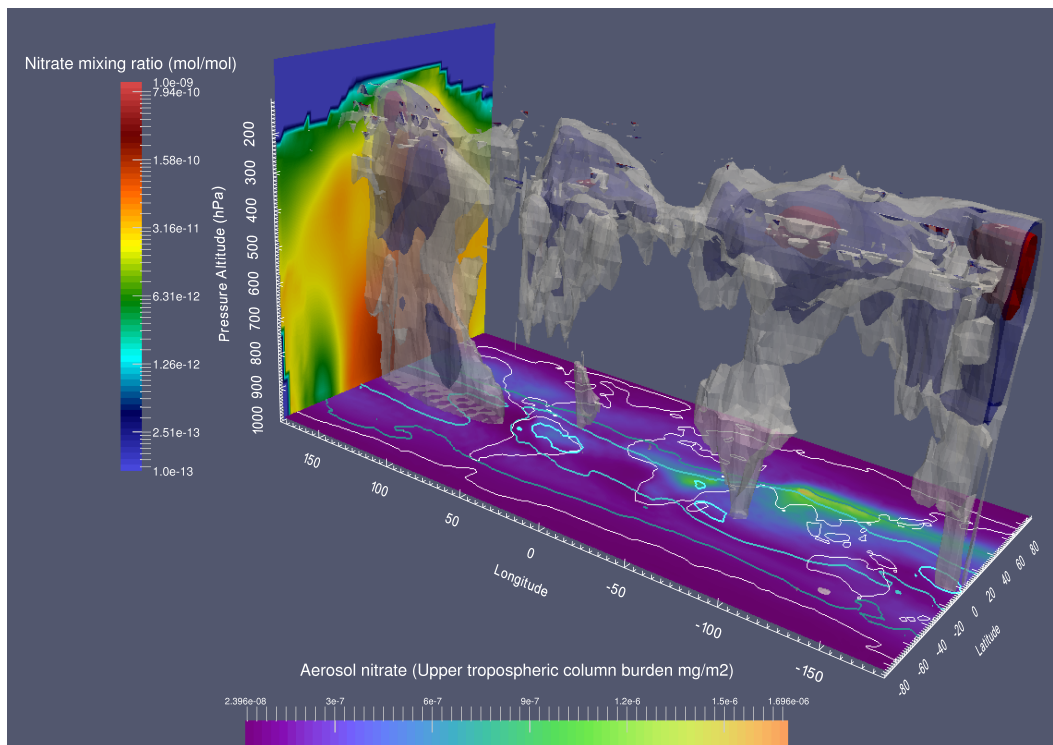 Nitrate mixing ratio (mol/mol)
1.0e-09
7.94e-10
1.58e-10
3.16e-11
6.31e-12
1.26e-12
2.51e-13
1.0e-13
Pressure Altitude (hPa)
200
300
400
500
600
700
800
900
1000
150
100
50
0
-50
-100
-150
Longitude
-80
-60
-40
-20
0
20
40
60
80
Latitude
Aerosol nitrate (Upper tropospheric column burden mg/m2)
2.396e-08 3e-7 6e-7 9e-7 1.2e-6 1.5e-6 1.696e-06